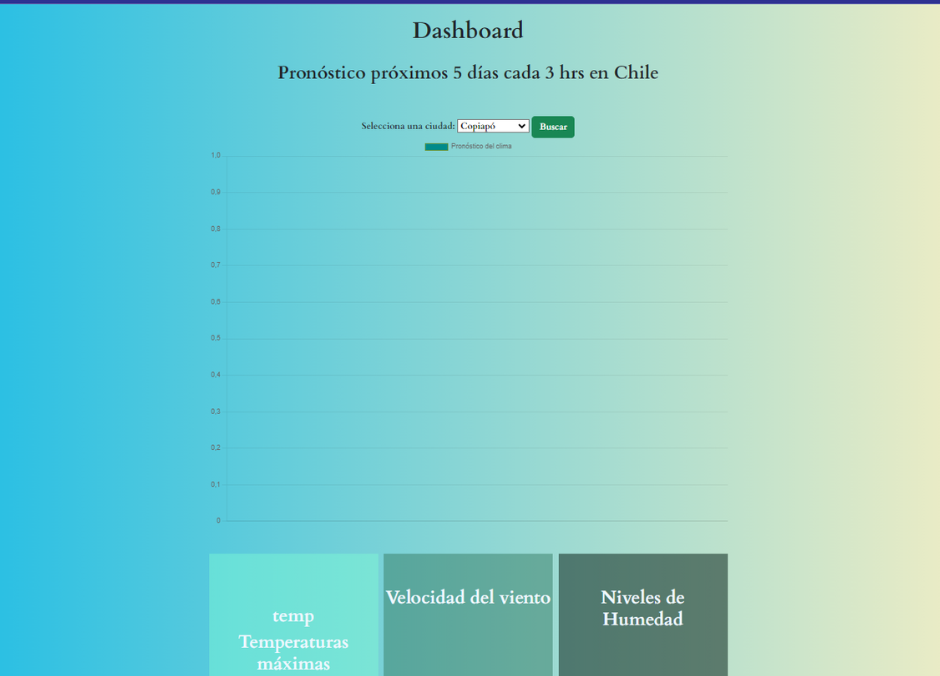 Dashboard
Pronóstico próximos 5 días cada 3 hrs en Chile
Selecciona una ciudad: Copiapó Buscar
Pronóstico del clima
1.0
0.9
0.8
0.7
0.6
0.5
0.4
0.3
0.2
0.1
0
temp
Temperaturas
máximas
Velocidad del viento
Niveles de
Humedad